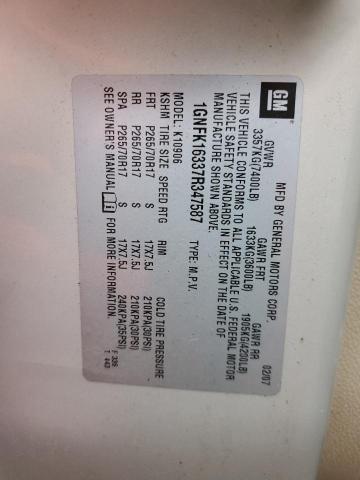 GM
MFD BY GENERAL MOTORS CORP. 02/07
GVWR GAWR FRT GAWR RR
3357KG(7400LB) 1633KG(3600LB) 1905KG(4200LB)
THIS VEHICLE CONFORMS TO ALL APPLICABLE U.S. FEDERAL MOTOR
VEHICLE SAFETY STANDARDS IN EFFECT ON THE DATE OF
MANUFACTURE SHOWN ABOVE.
1GNFK16337R347587 TYPE: M.P.V.
MODEL: K10906
KSHM TIRE SIZE SPEED RTG RIM COLD TIRE PRESSURE
FRT P265/70R17 S 17X7.5J 210KPA(30PSI)
RR P265/70R17 S 17X7.5J 210KPA(30PSI)
SPA P265/70R17 S 17X7.5J 240KPA(35PSI)
SEE OWNER'S MANUAL FOR MORE INFORMATION.
F 336
T 443